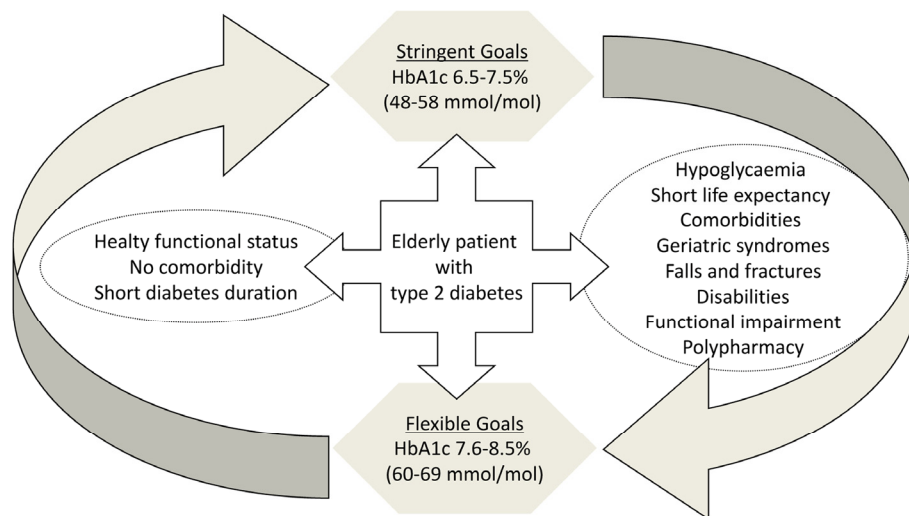 Stringent Goals
HbA1c 6.5-7.5%
(48-58 mmol/mol)
Healty functional status
No comorbidity
Short diabetes duration
Elderly patient
with
type 2 diabetes
Hypoglycaemia
Short life expectancy
Comorbidities
Geriatric syndromes
Falls and fractures
Disabilities
Functional impairment
Polypharmacy
Flexible Goals
HbA1c 7.6-8.5%
(60-69 mmol/mol)